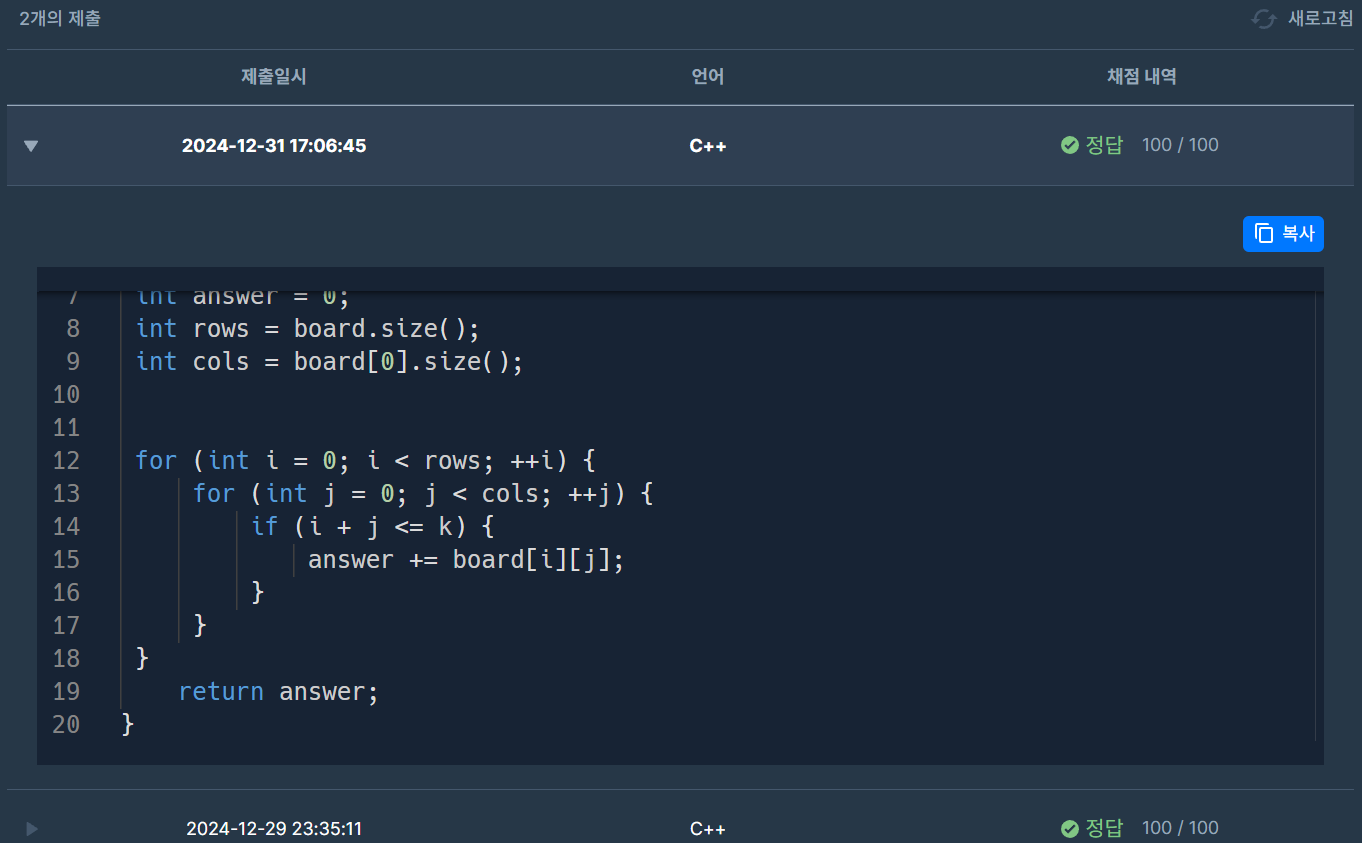 2개의 제출
새로고침
제출일시 언어 채점 내역
2024-12-31 17:06:45 C++ 정답 100 / 100
복사
7 int answer = 0;
8 int rows = board.size();
9 int cols = board[0].size();
10
11
12 for (int i = 0; i < rows; ++i) {
13 for (int j = 0; j < cols; ++j) {
14 if (i + j <= k) {
15 answer += board[i][j];
16 }
17 }
18 }
19 return answer;
20 }
2024-12-29 23:35:11 C++ 정답 100 / 100